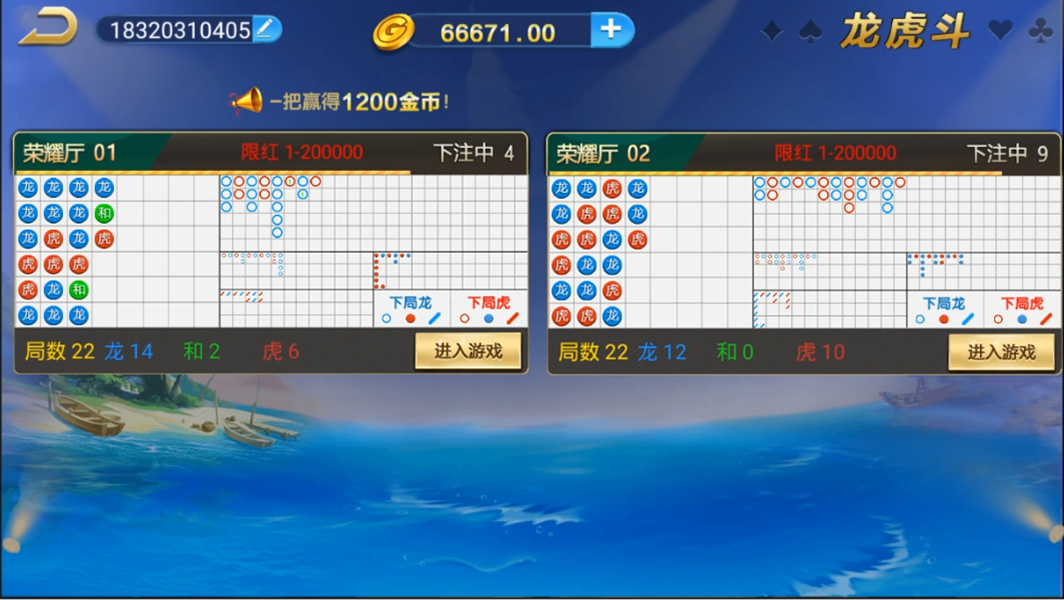 18320310405
66671.00
龙虎斗
一把赢得1200金币!
荣耀厅 01 限红 1-200000 下注中 4
龙 龙 龙 龙
龙 龙 龙 和
龙 虎 龙 虎
虎 虎 虎
虎 龙 和
龙 龙 龙
下局龙 下局虎
局数 22 龙 14 和 2 虎 6 进入游戏
荣耀厅 02 限红 1-200000 下注中 9
龙 龙 虎 龙
龙 虎 虎 龙
虎 虎 龙 虎
虎 龙 龙
龙 龙 虎
虎 虎 龙
下局龙 下局虎
局数 22 龙 12 和 0 虎 10 进入游戏